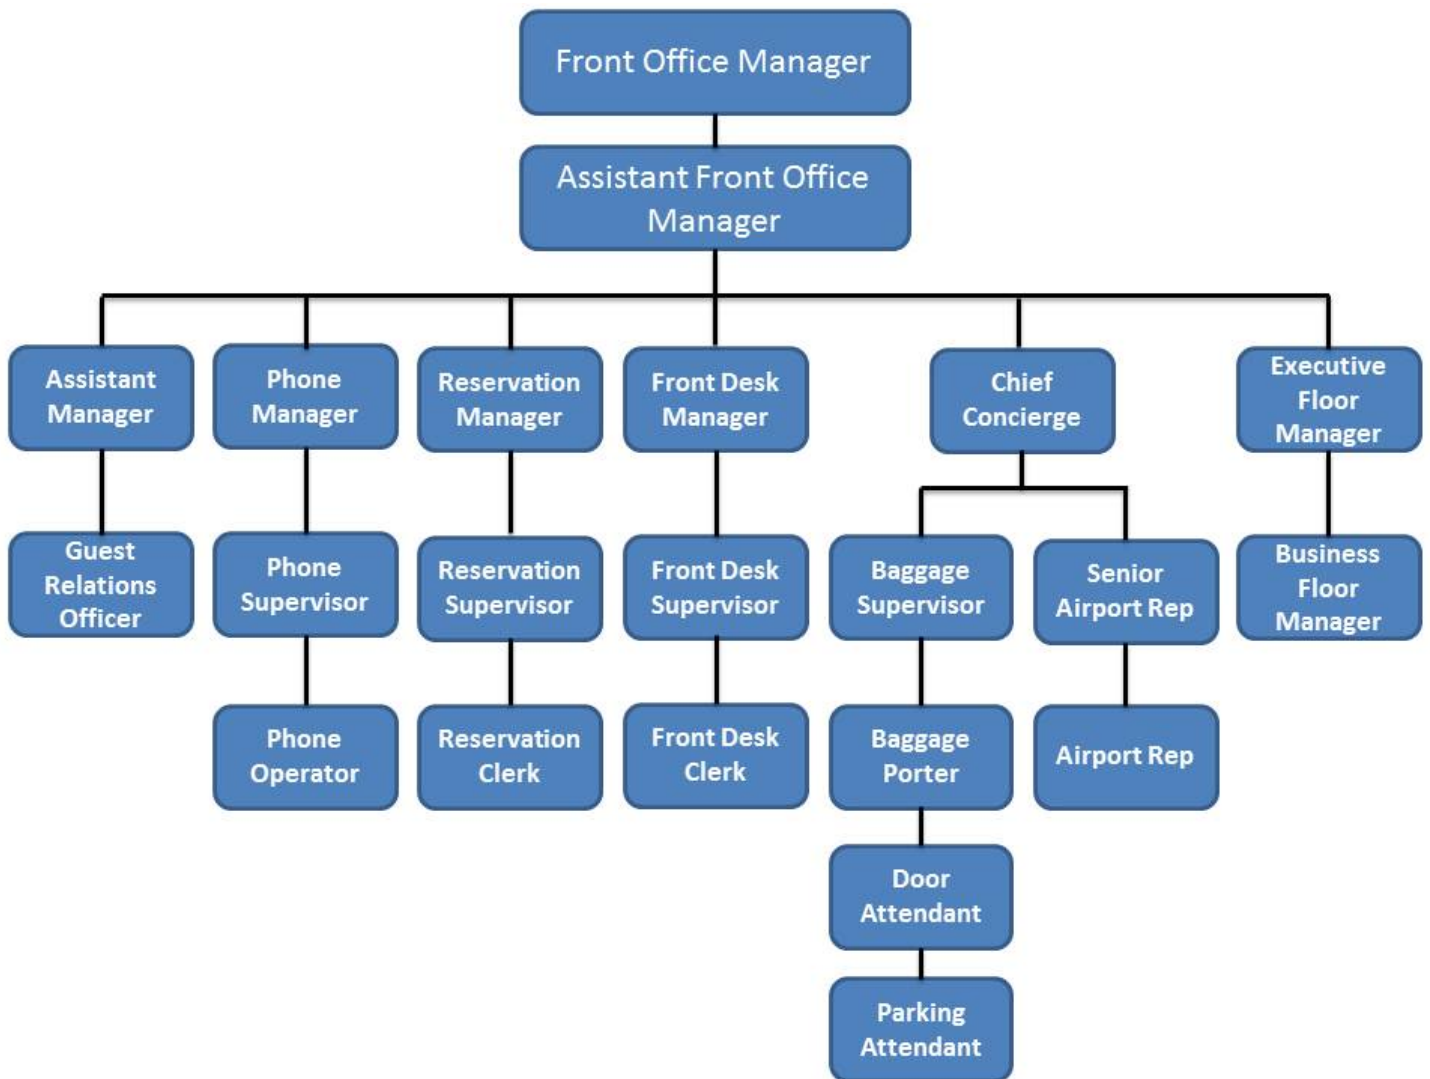 Front Office Manager
Assistant Front Office
Manager
Assistant
Manager
Phone
Manager
Reservation
Manager
Front Desk
Manager
Chief
Concierge
Executive
Floor
Manager
Guest
Relations
Officer
Phone
Supervisor
Reservation
Supervisor
Front Desk
Supervisor
Baggage
Supervisor
Senior
Airport Rep
Business
Floor
Manager
Phone
Operator
Reservation
Clerk
Front Desk
Clerk
Baggage
Porter
Airport Rep
Door
Attendant
Parking
Attendant